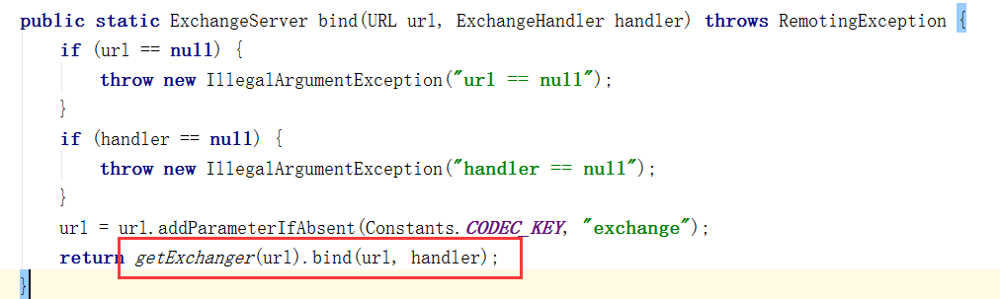 public static ExchangeServer bind(URL url, ExchangeHandler handler) throws RemotingException {
if (url == null) {
throw new IllegalArgumentException("url == null");
}
if (handler == null) {
throw new IllegalArgumentException("handler == null");
}
url = url.addParameterIfAbsent(Constants.CODEC_KEY, "exchange");
return getExchanger(url).bind(url, handler);
}